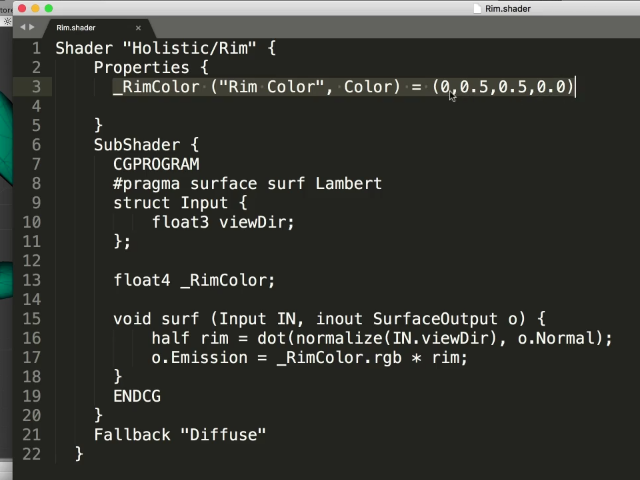 Rim.shader
Rim.shader
1 Shader "Holistic/Rim" {
2 Properties {
3 _RimColor ("Rim Color", Color) = (0,0.5,0.5,0.0)
4
5 }
6 SubShader {
7 CGPROGRAM
8 #pragma surface surf Lambert
9 struct Input {
10 float3 viewDir;
11 };
12
13 float4 _RimColor;
14
15 void surf (Input IN, inout SurfaceOutput o) {
16 half rim = dot(normalize(IN.viewDir), o.Normal);
17 o.Emission = _RimColor.rgb * rim;
18 }
19 ENDCG
20 }
21 Fallback "Diffuse"
22 }